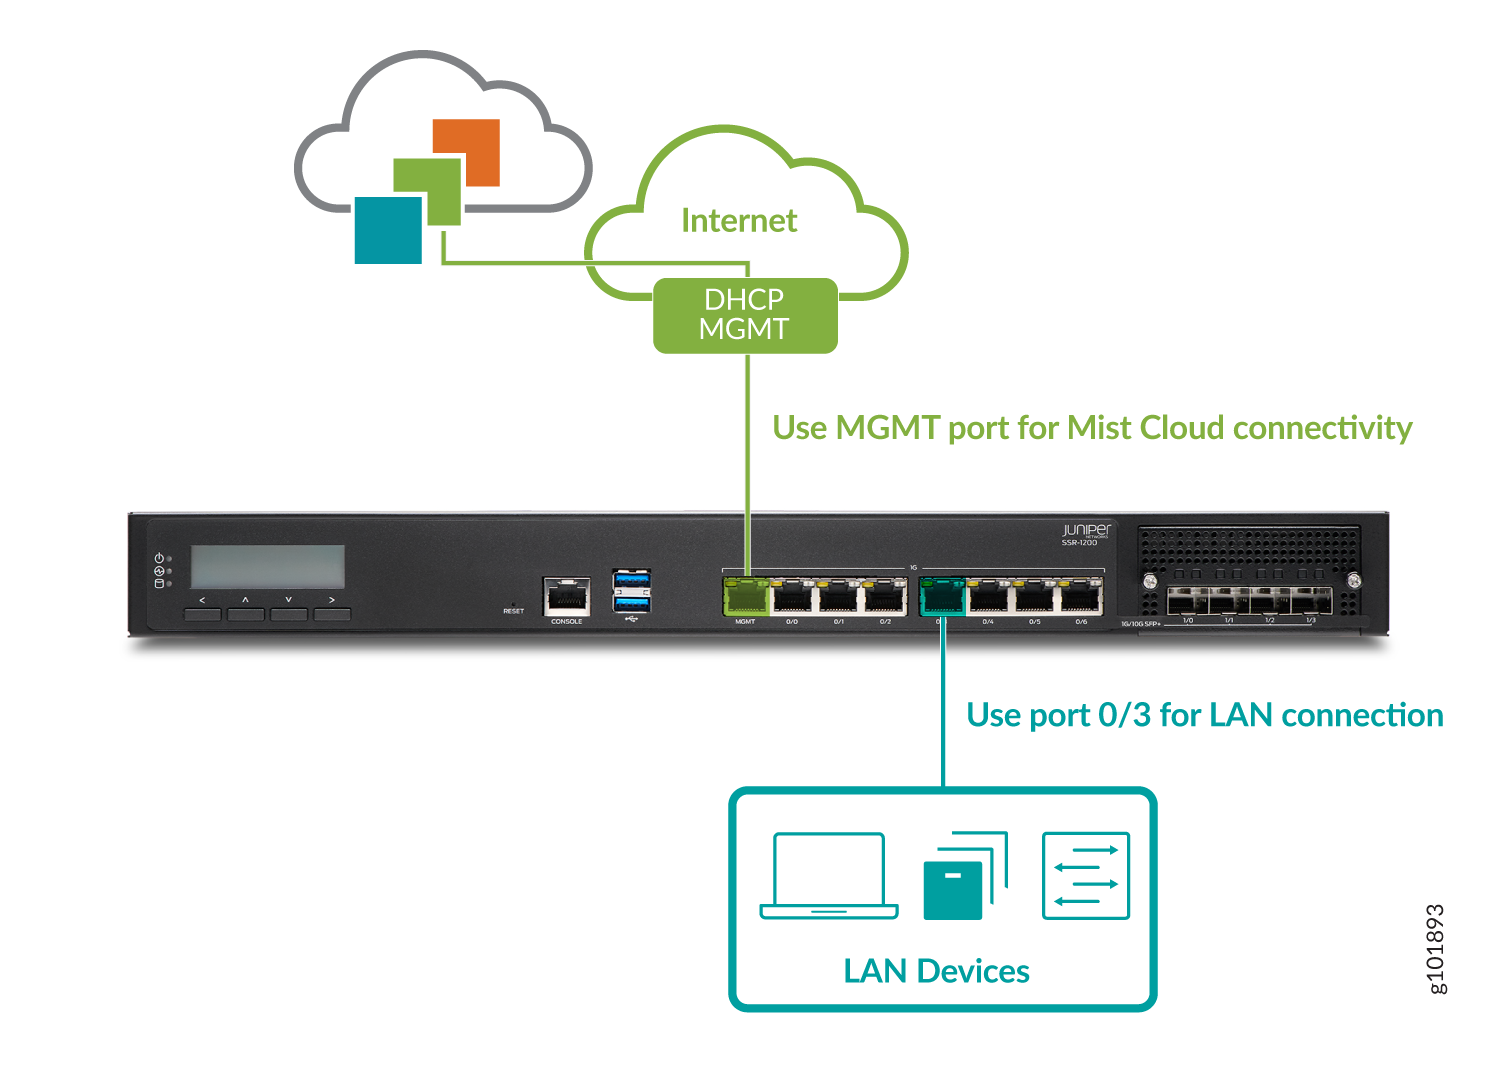 Internet
DHCP
MGMT
Use MGMT port for Mist Cloud connectivity
JUNIPEr
NETWORKS
SSR-1200
1G
RESET
CONSOLE
MGMT 0/0 0/1 0/2 0/4 0/5 0/6
1G/10G SFP+ 1/0 1/1 1/2 1/3
Use port 0/3 for LAN connection
LAN Devices
g101893